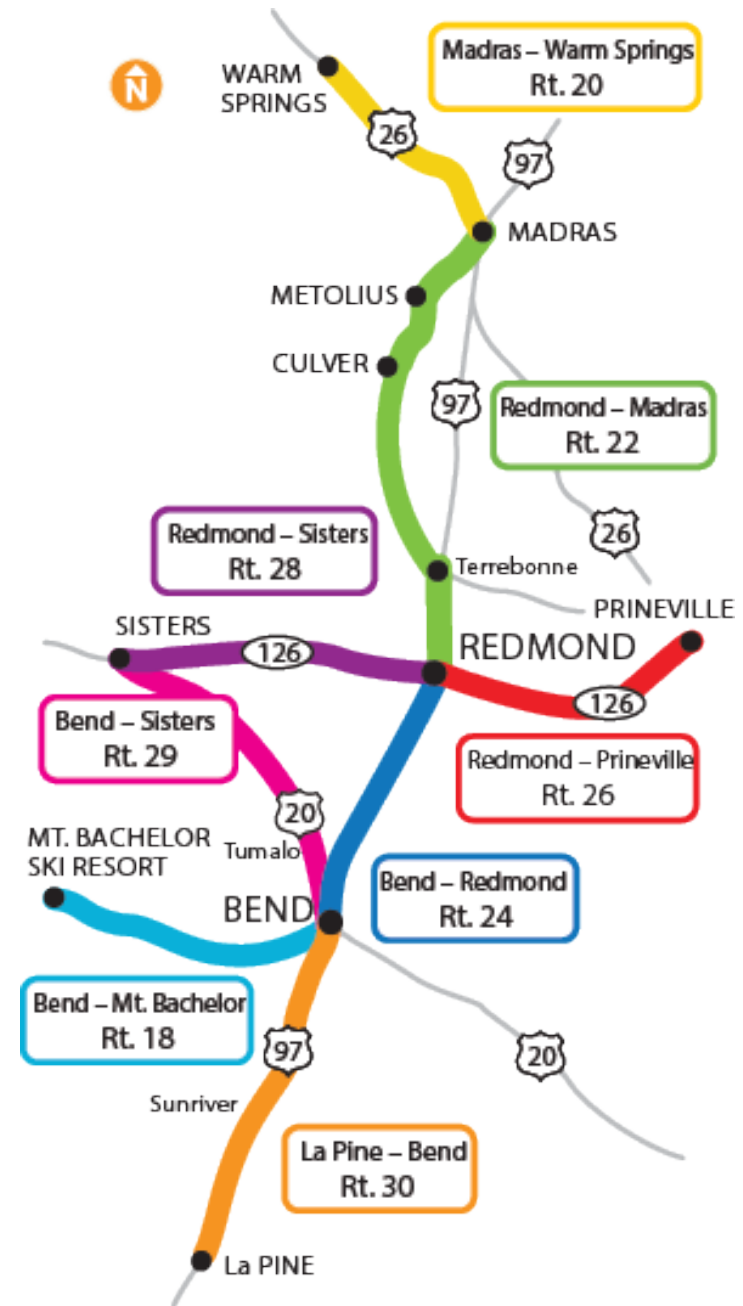 WARM
SPRINGS
N
Madras – Warm Springs
Rt. 20
26
97
MADRAS
METOLIUS
CULVER
97
Redmond – Madras
Rt. 22
Redmond – Sisters
Rt. 28
26
Terrebonne
PRINEVILLE
SISTERS
126
REDMOND
126
Bend – Sisters
Rt. 29
Redmond – Prineville
Rt. 26
20
MT. BACHELOR
SKI RESORT
Tumalo
Bend – Redmond
Rt. 24
BEND
Bend – Mt. Bachelor
Rt. 18
97
20
Sunriver
La Pine – Bend
Rt. 30
La PINE